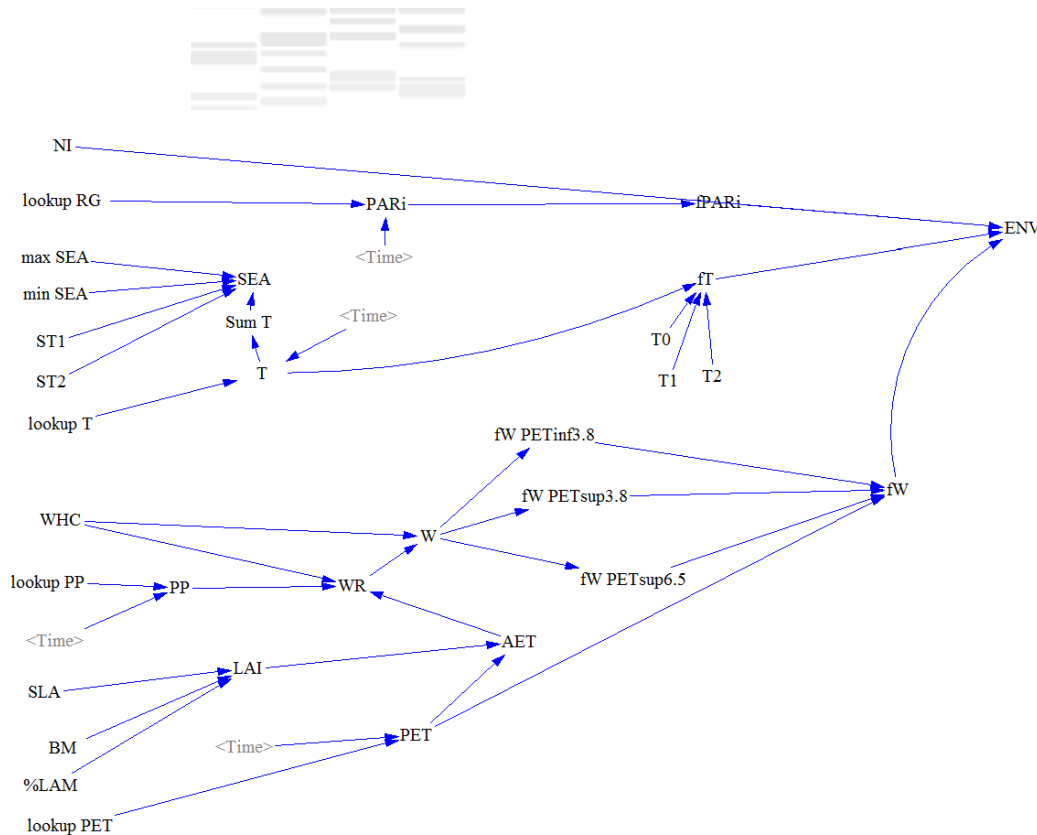 NI
lookup RG
PARi
fPARi
ENV
<Time>
max SEA
SEA
fT
min SEA
<Time>
Sum T
ST1
T0
T
T1
T2
ST2
lookup T
fW PETinf3.8
fW PETsup3.8
fW
WHC
W
fW PETsup6.5
lookup PP
PP
WR
<Time>
AET
LAI
SLA
PET
BM
<Time>
%LAM
lookup PET